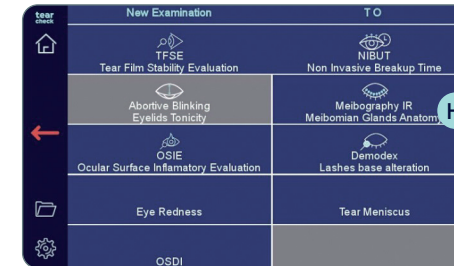 tear
check
New Examination
T O
TFSE
Tear Film Stability Evaluation
NIBUT
Non Invasive Breakup Time
Abortive Blinking
Eyelids Tonicity
Meibography IR
Meibomian Glands Anatomy
H
OSIE
Ocular Surface Inflamatory Evaluation
Demodex
Lashes base alteration
Eye Redness
Tear Meniscus
OSDI